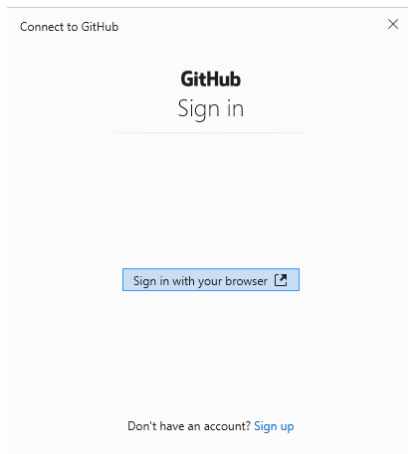 Connect to GitHub
GitHub
Sign in
Sign in with your browser
Don't have an account? Sign up